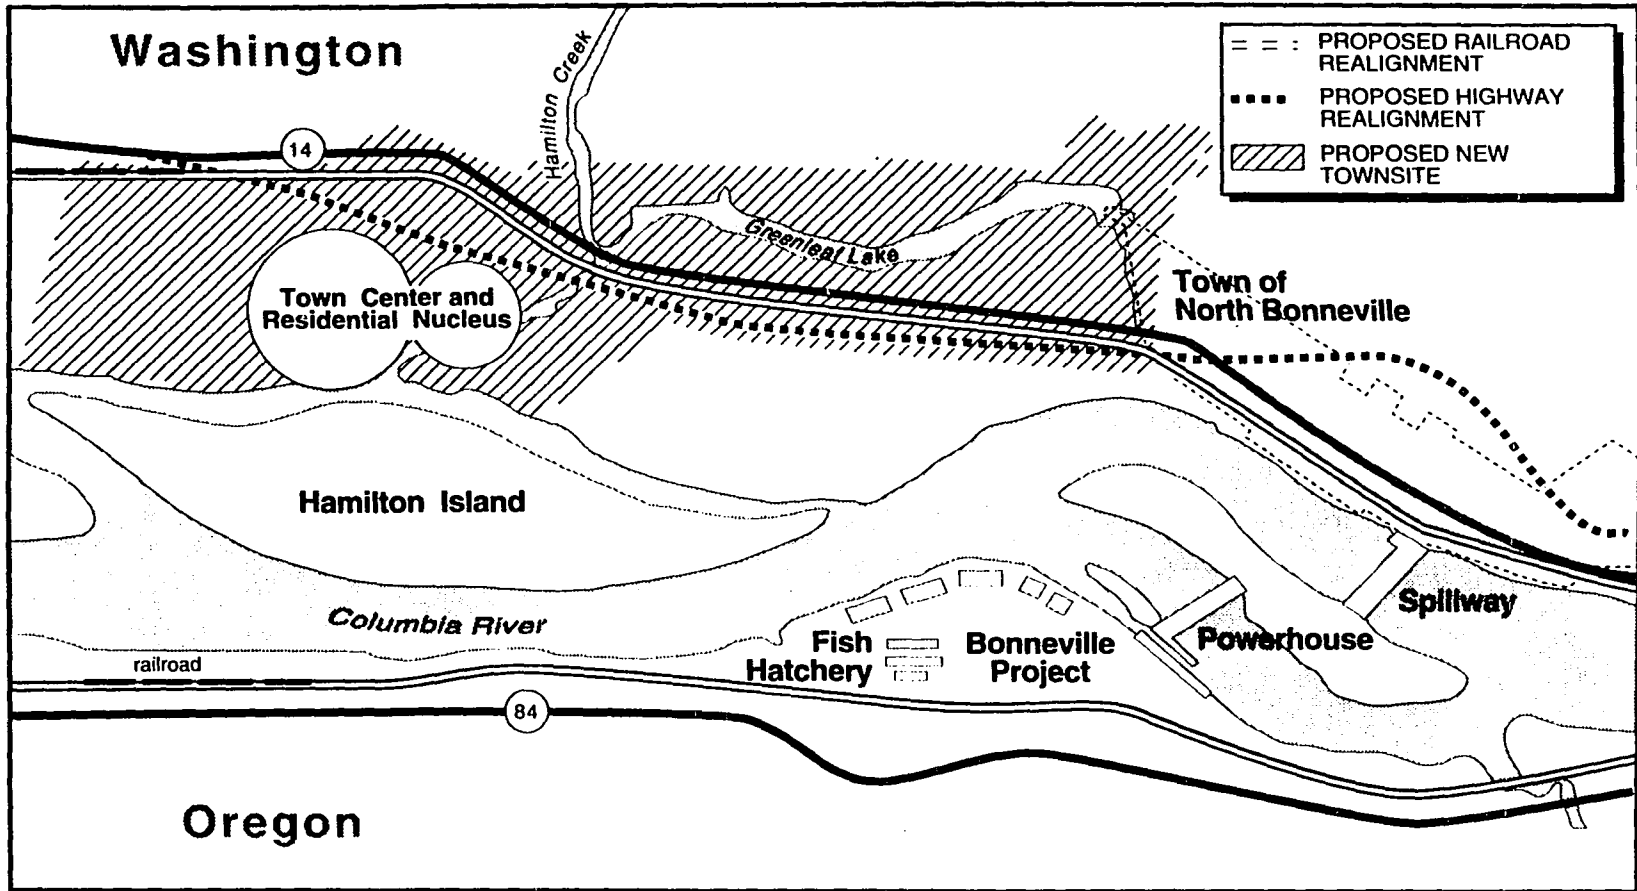 Washington
Hamilton Creek
14
PROPOSED RAILROAD
REALIGNMENT
PROPOSED HIGHWAY
REALIGNMENT
PROPOSED NEW
TOWNSITE
Greenleaf Lake
Town Center and
Residential Nucleus
Town of
North Bonneville
Hamilton Island
Columbia River
railroad
Fish
Hatchery
Bonneville
Project
Powerhouse
Spillway
84
Oregon